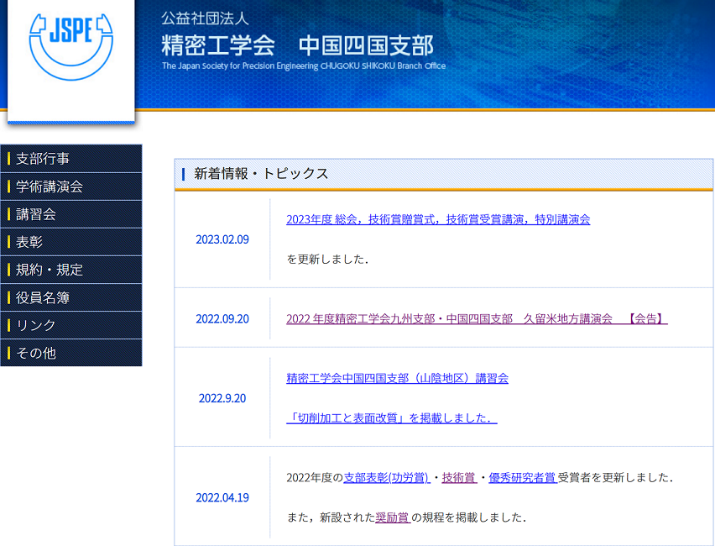 JSPE
公益社団法人
精密工学会 中国四国支部
The Japan Society for Precision Engineering CHUGOKU SHIKOKU Branch Office
支部行事
学術講演会
講習会
表彰
規約・規定
役員名簿
リンク
その他
新着情報・トピックス
2023.02.09
2023年度 総会，技術賞贈賞式，技術賞受賞講演，特別講演会
を更新しました．
2022.09.20
2022 年度精密工学会九州支部・中国四国支部 久留米地方講演会 【会告】
2022.9.20
精密工学会中国四国支部（山陰地区）講習会
「切削加工と表面改質」を掲載しました．
2022.04.19
2022年度の支部表彰(功労賞)・技術賞・優秀研究者賞 受賞者を更新しました．
また，新設された奨励賞 の規程を掲載しました．